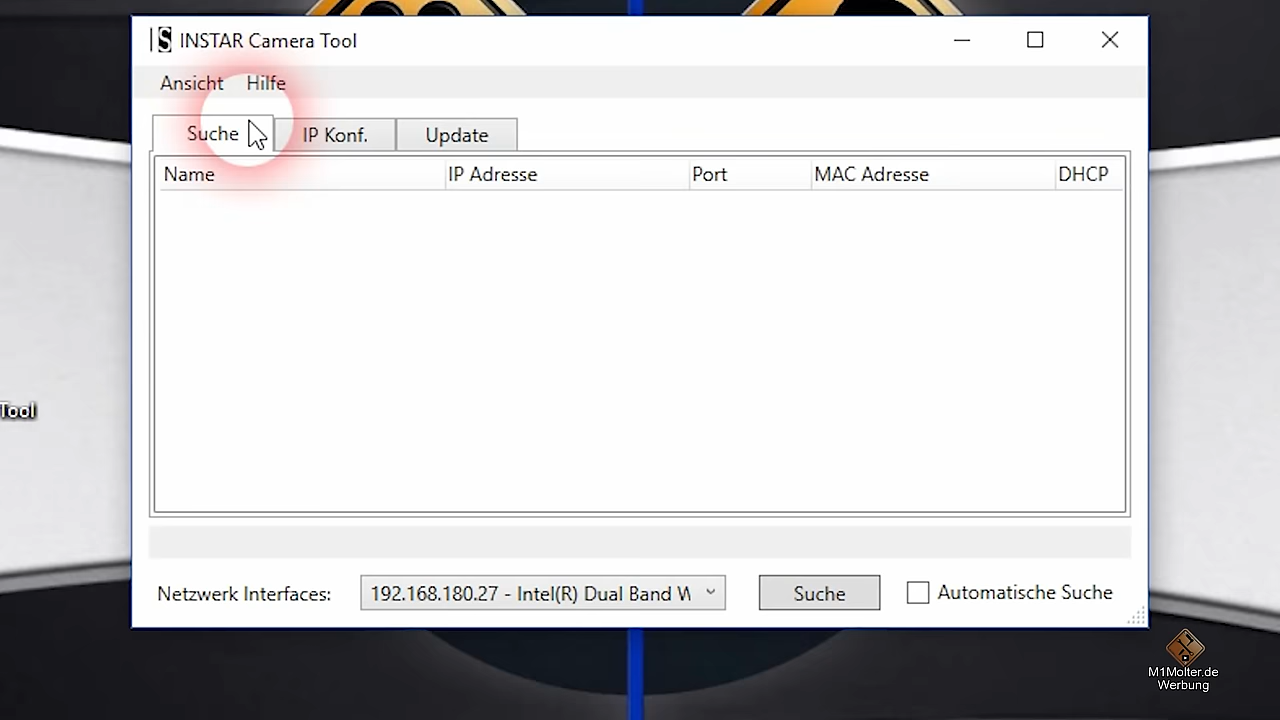 INSTAR Camera Tool
Ansicht Hilfe
Suche IP Konf. Update
Name IP Adresse Port MAC Adresse DHCP
Tool
Netzwerk Interfaces: 192.168.180.27 - Intel(R) Dual Band W Suche Automatische Suche
M1Molter.de
Werbung